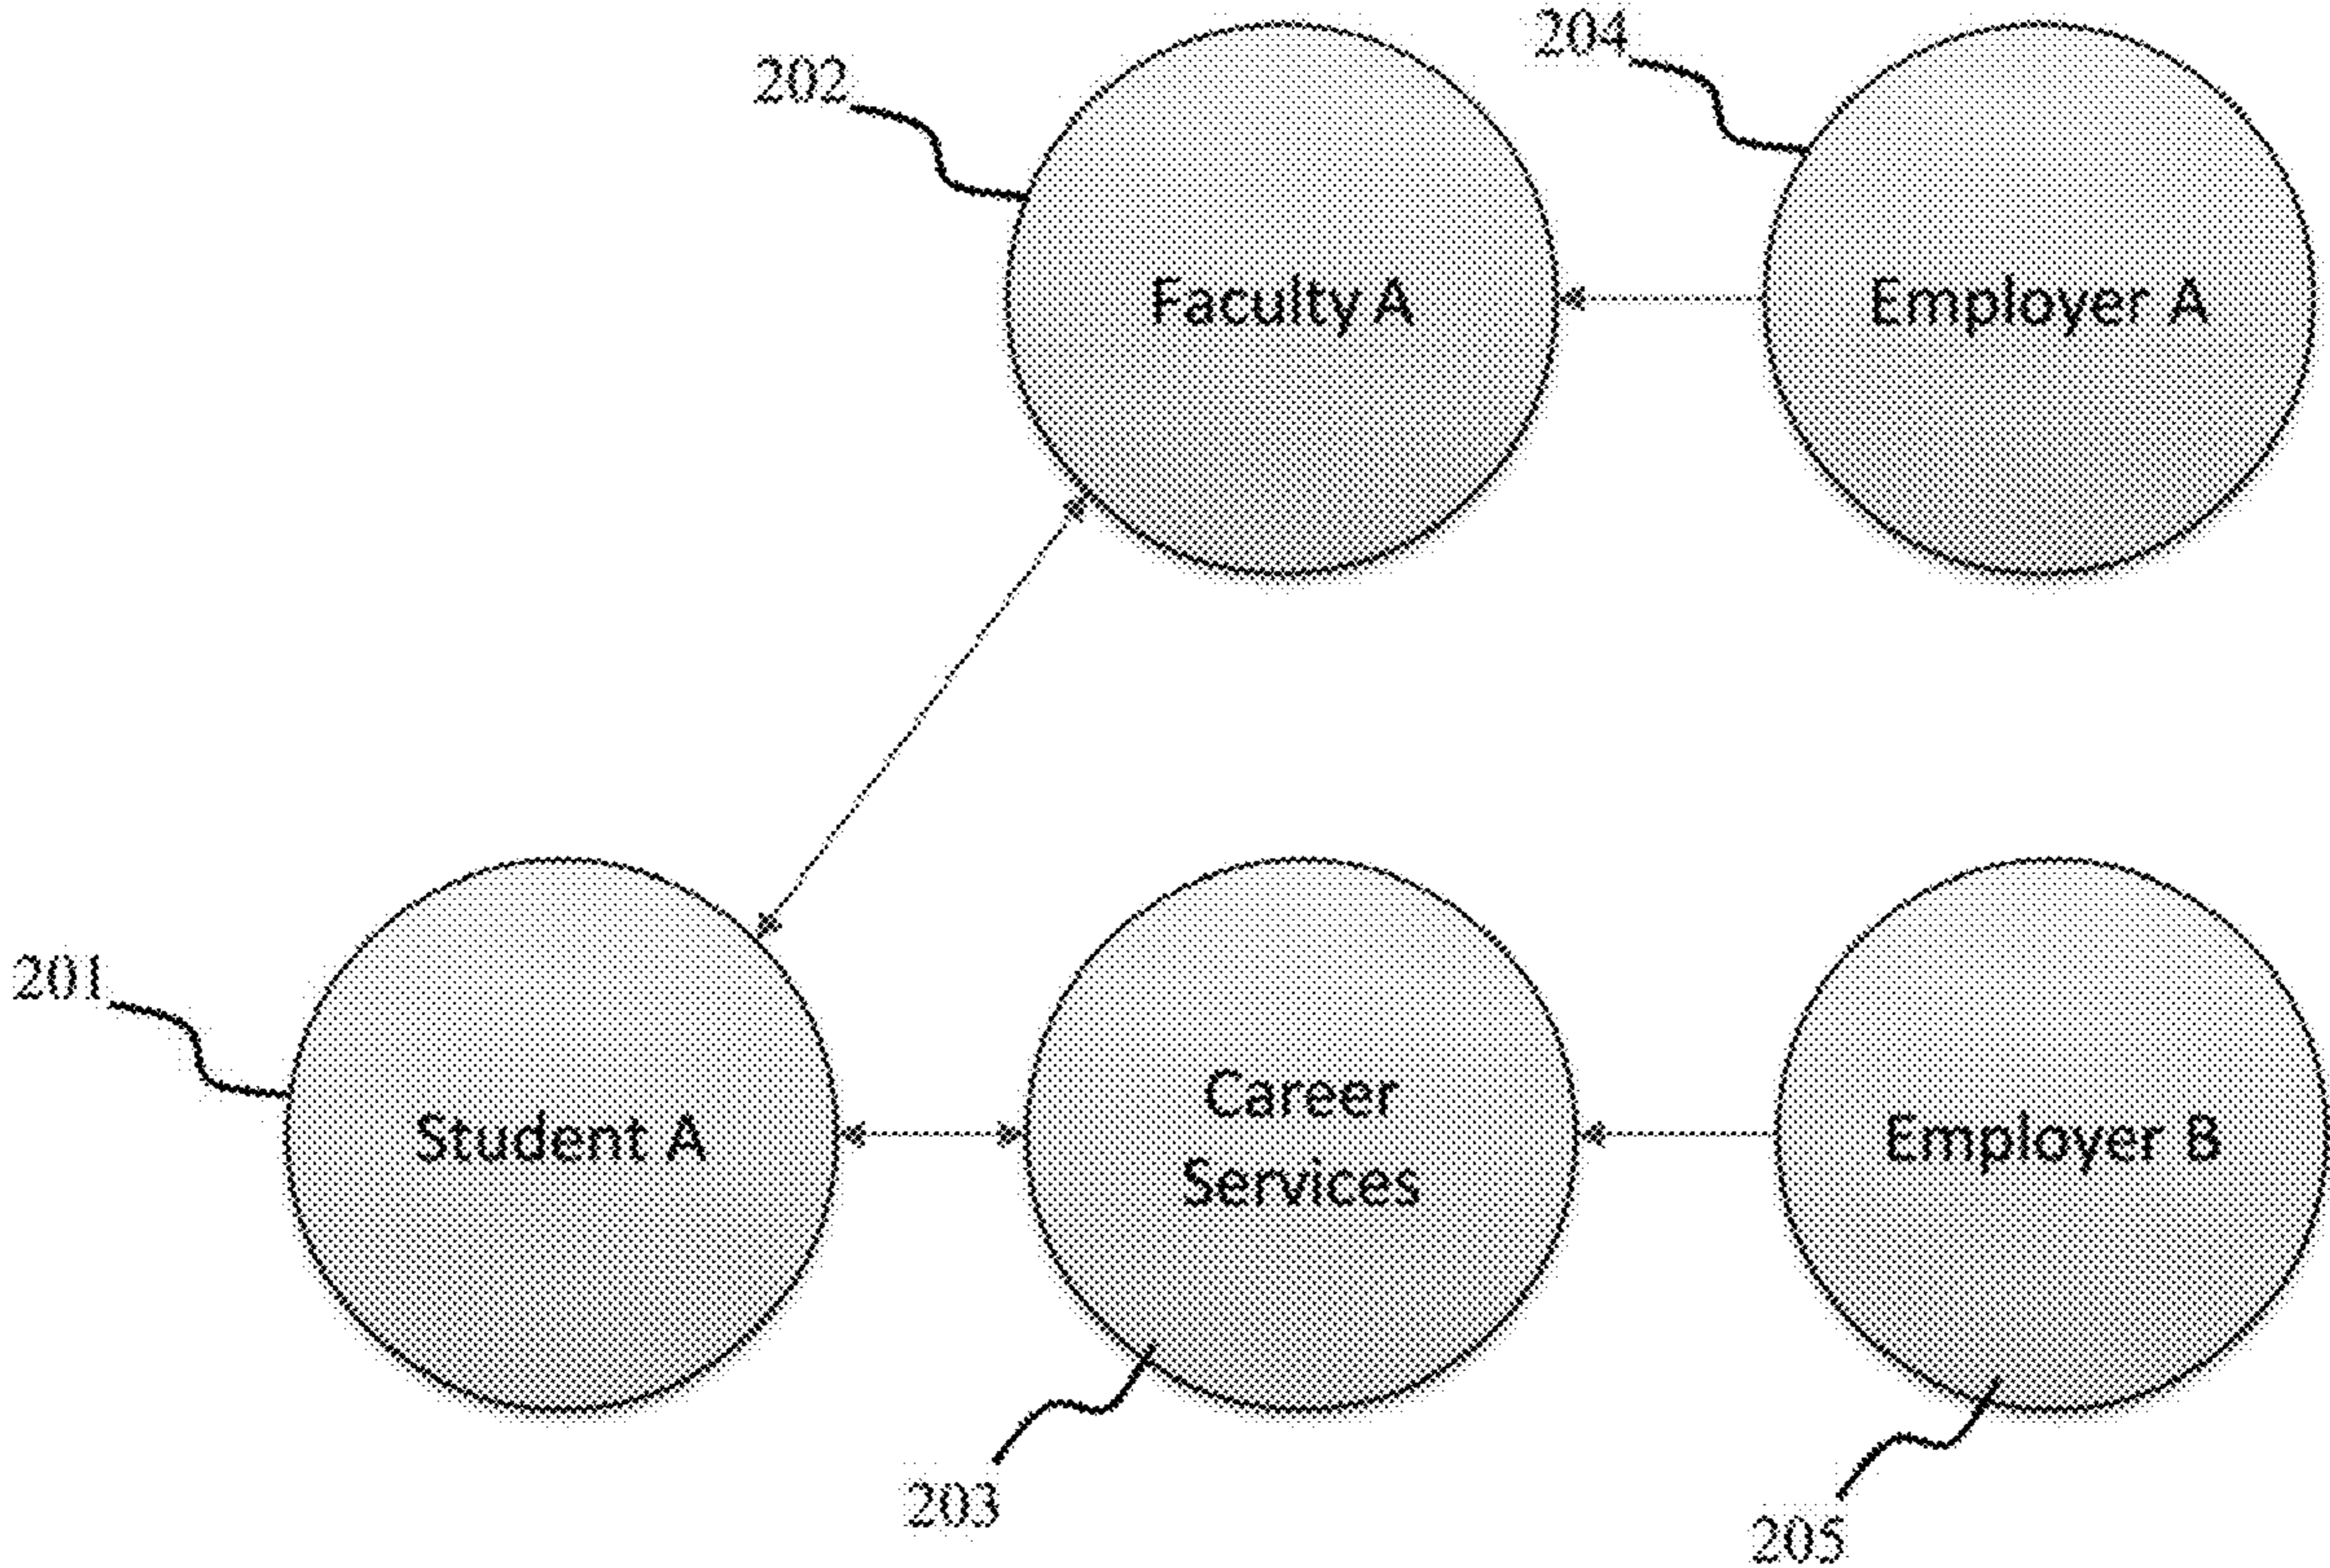 204
202
Faculty A
Employer A
201
Student A
Career
Services
Employer B
203
205